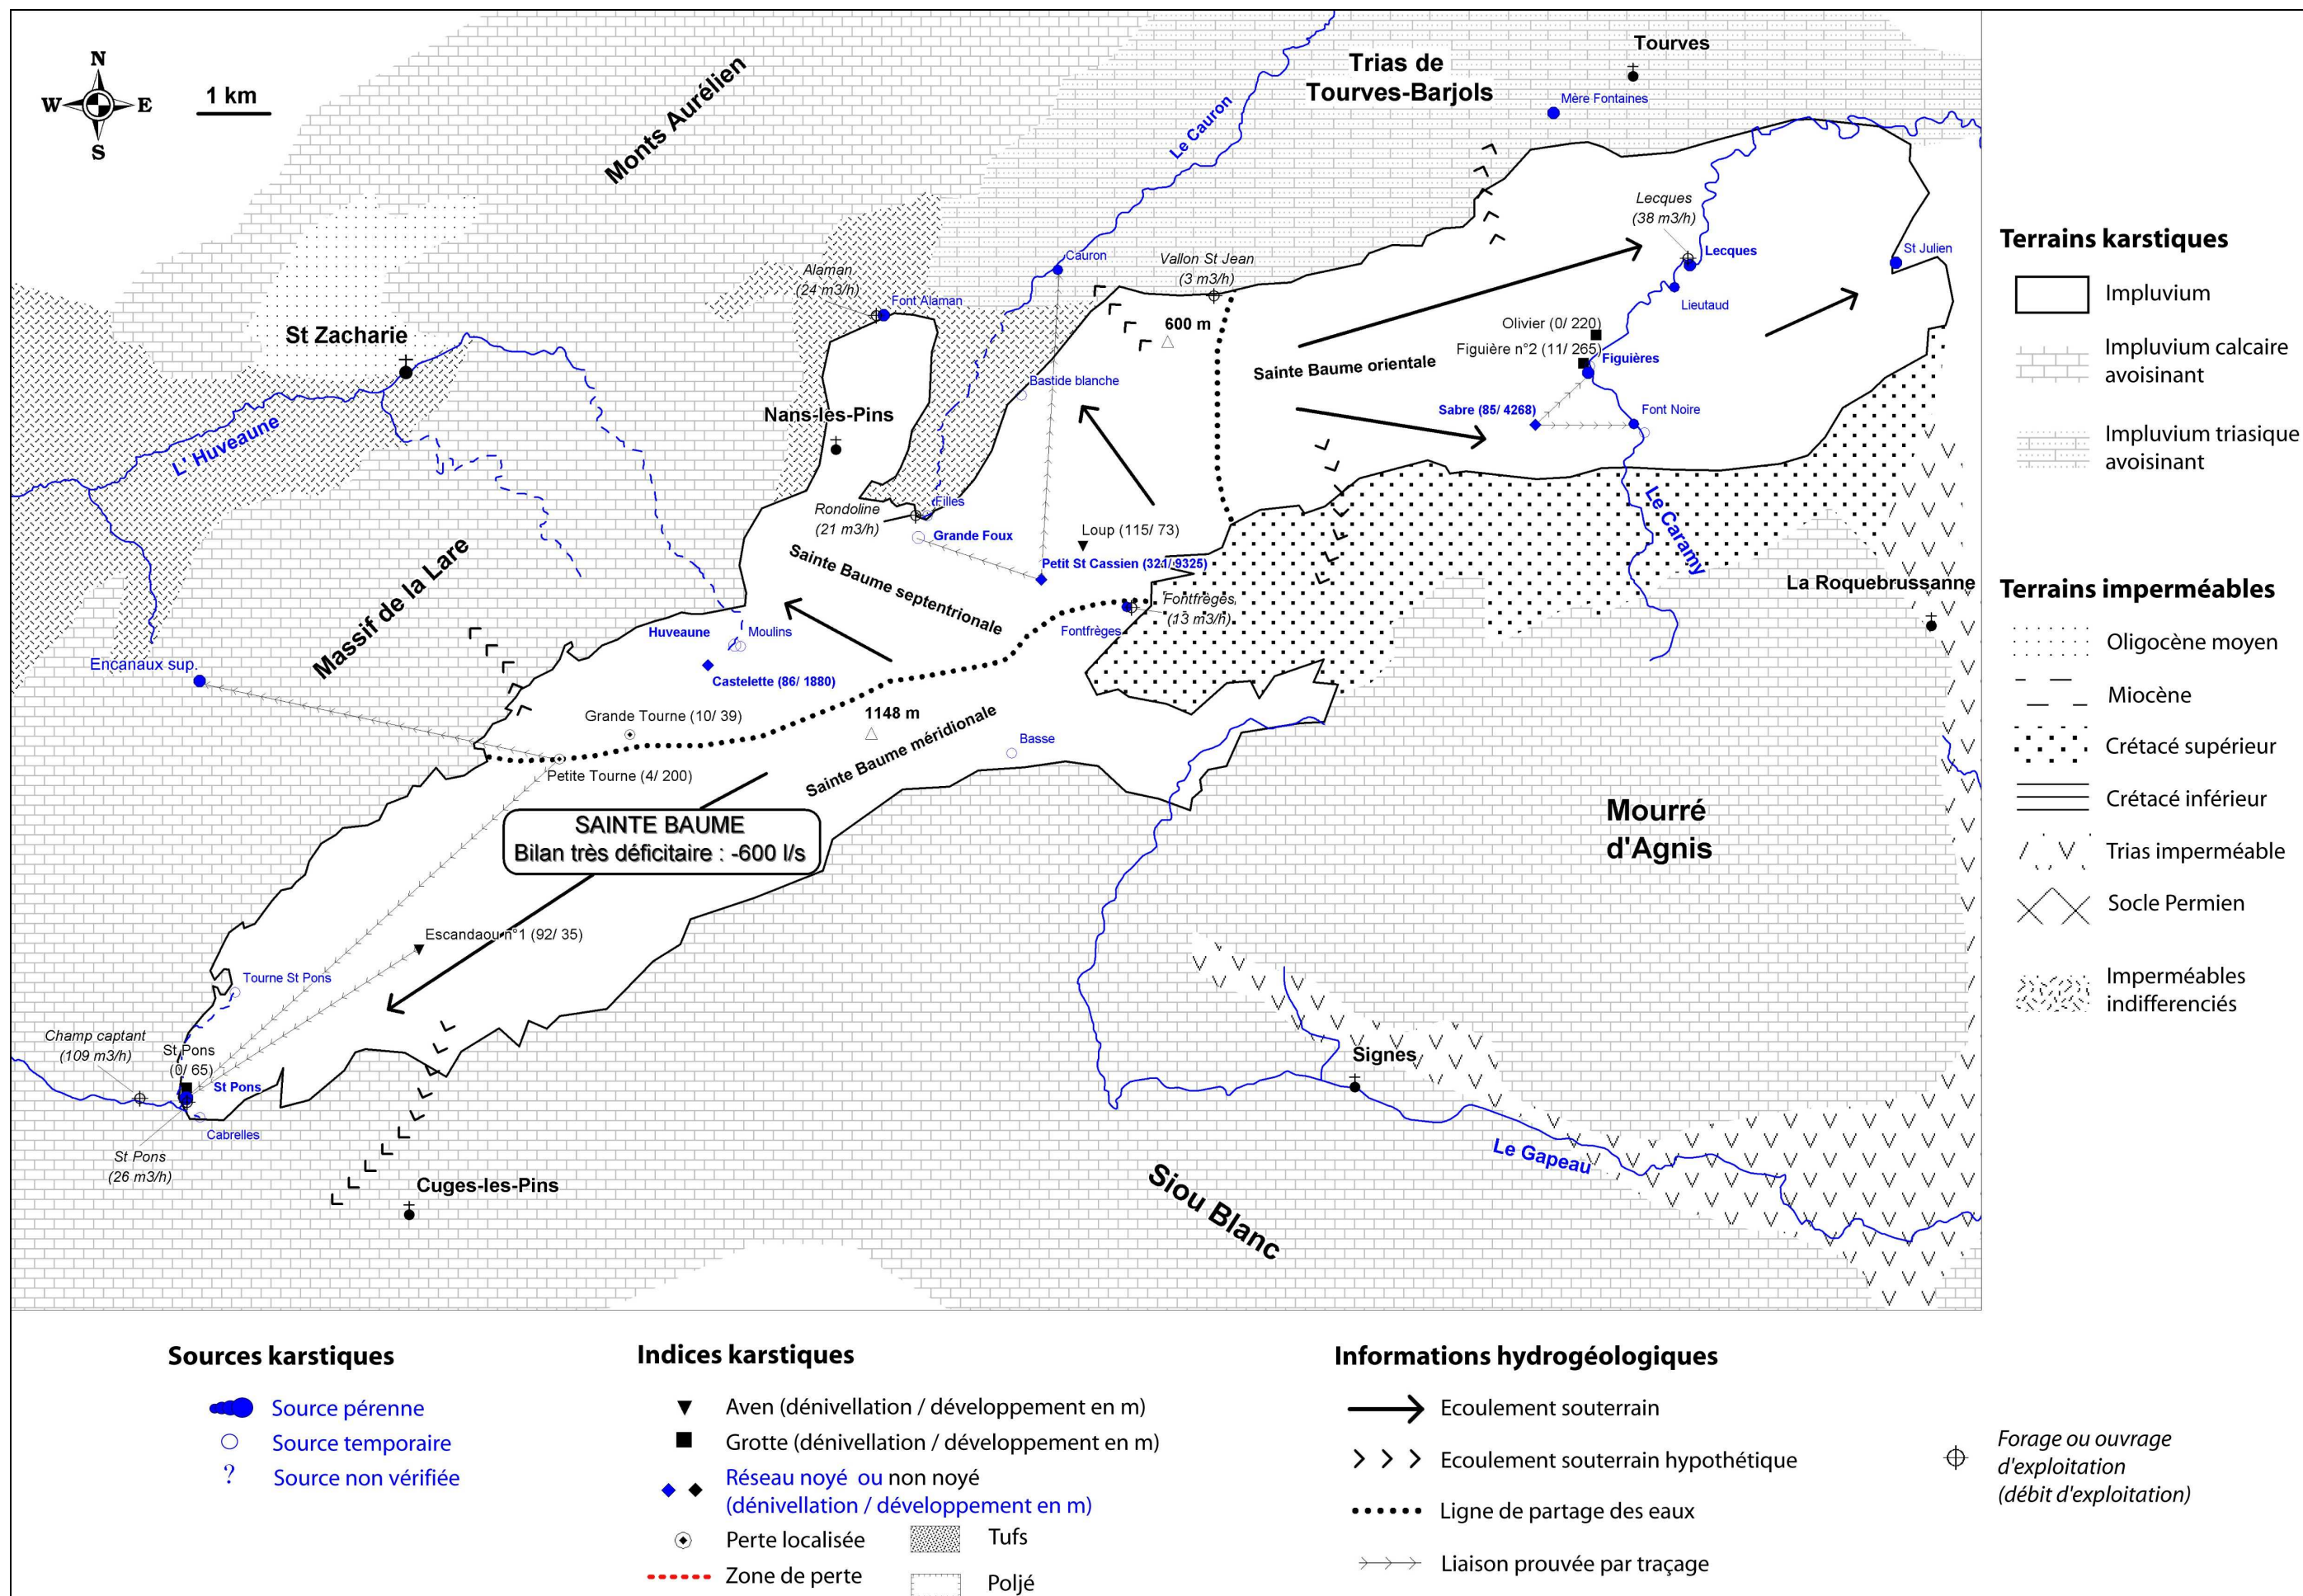 N
W
E
S
1 km
Monts Aurélien
Trias de
Tourves-Barjols
Tourves
Mère Fontaines
Le Cauron
Lecques
(38 m3/h)
Lecques
St Julien
Lieutaud
Cauron
Vallon St Jean
(3 m3/h)
Alaman
(24 m3/h)
Font Alaman
600 m
St Zacharie
Olivier (0/ 220)
Figuière n°2 (11/ 265)
Figuières
Sainte Baume orientale
Bastide blanche
Nans-les-Pins
Sabre (85/ 4268)
Font Noire
L' Huveaune
Le Caramy
Rondoline
(21 m3/h)
Filles
Grande Foux
Loup (115/ 73)
Petit St Cassien (321/ 9325)
Massif de la Lare
Sainte Baume septentrionale
La Roquebrussanne
Fontfrèges
(13 m3/h)
Fontfrèges
Huveaune
Moulins
Encanaux sup.
Castelette (86/ 1880)
Grande Tourne (10/ 39)
1148 m
Sainte Baume méridionale
Basse
Petite Tourne (4/ 200)
SAINTE BAUME
Bilan très déficitaire : -600 l/s
Mourré
d'Agnis
Escandaou n°1 (92/ 35)
Tourne St Pons
Champ captant
(109 m3/h)
St Pons
(0/ 65)
St Pons
Cabrelles
St Pons
(26 m3/h)
Signes
Le Gapeau
Cuges-les-Pins
Siou Blanc
Terrains karstiques
Impluvium
Impluvium calcaire
avoisinant
Impluvium triasique
avoisinant
Terrains imperméables
Oligocène moyen
Miocène
Crétacé supérieur
Crétacé inférieur
Trias imperméable
Socle Permien
Imperméables
indifferenciés
Sources karstiques
Source pérenne
Source temporaire
? Source non vérifiée
Indices karstiques
Aven (dénivellation / développement en m)
Grotte (dénivellation / développement en m)
Réseau noyé ou non noyé
(dénivellation / développement en m)
Perte localisée
Zone de perte
Tufs
Poljé
Informations hydrogéologiques
Ecoulement souterrain
Ecoulement souterrain hypothétique
Ligne de partage des eaux
Liaison prouvée par traçage
Forage ou ouvrage
d'exploitation
(débit d'exploitation)